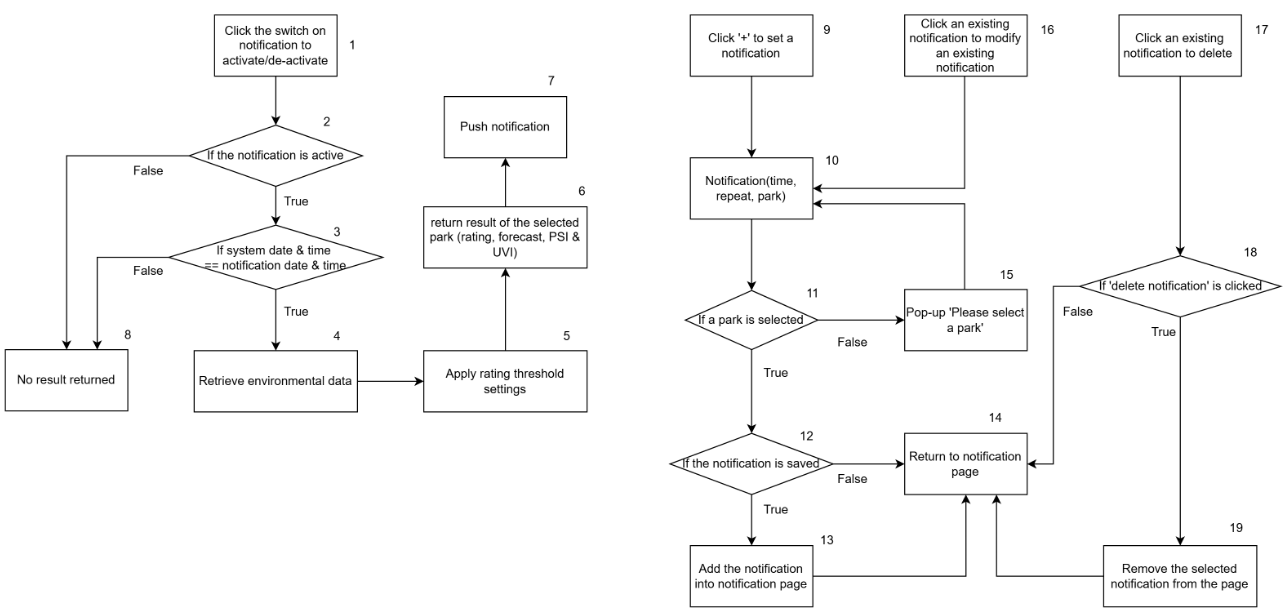 Click the switch on
notification to
activate/de-activate
1
2
If the notification is active
False
True
3
If system date & time
== notification date & time
False
True
8
No result returned
4
Retrieve environmental data
5
Apply rating threshold
settings
6
return result of the selected
park (rating, forecast, PSI &
UVI)
7
Push notification
Click '+' to set a
notification
9
10
Notification(time,
repeat, park)
11
If a park is selected
False
True
12
If the notification is saved
False
True
13
Add the notification
into notification page
14
Return to notification
page
15
Pop-up 'Please select
a park'
Click an existing
notification to modify
an existing
notification
16
Click an existing
notification to delete
17
18
If 'delete notification' is clicked
False
True
19
Remove the selected
notification from the page